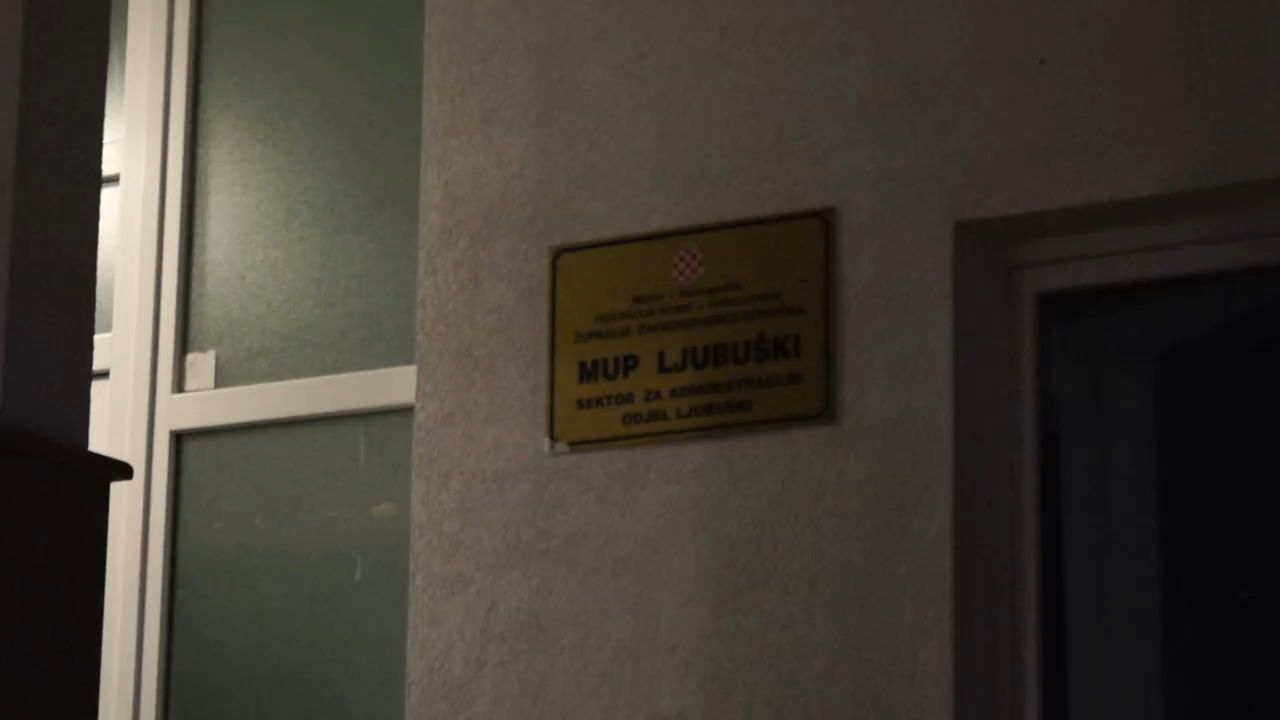 Bosna i Hercegovina
FEDERACIJA BOSNE I HERCEGOVINE
ŽUPANIJA ZAPADNOHERCEGOVAČKA
MUP LJUBUŠKI
SEKTOR ZA ADMINISTRACIJU
ODJEL LJUBUŠKI